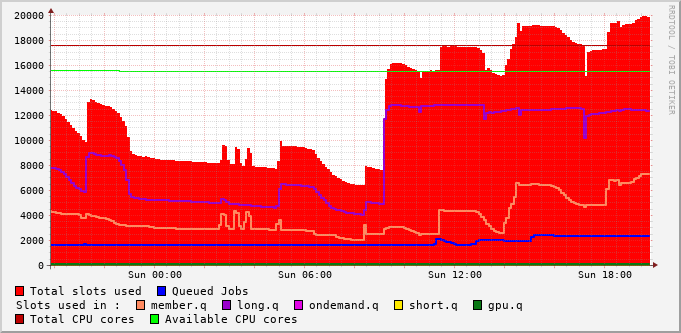 20000
18000
16000
14000
12000
10000
8000
6000
4000
2000
0
Sun 00:00 Sun 06:00 Sun 12:00 Sun 18:00
Total slots used Queued Jobs
Slots used in : member.q long.q ondemand.q short.q gpu.q
Total CPU cores Available CPU cores
RRDTOOL / TOBI OETIKER